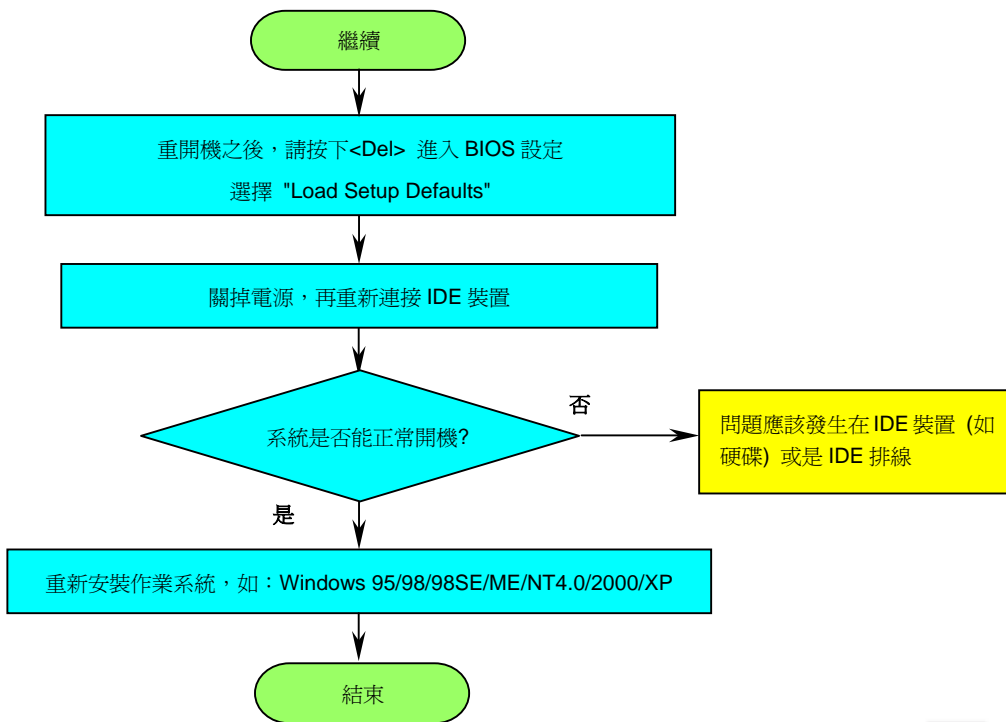 繼續
重開機之後，請按下<Del> 進入 BIOS 設定
選擇 "Load Setup Defaults"
關掉電源，再重新連接 IDE 裝置
系統是否能正常開機?
否
問題應該發生在 IDE 裝置 (如
硬碟) 或是 IDE 排線
是
重新安裝作業系統，如：Windows 95/98/98SE/ME/NT4.0/2000/XP
結束